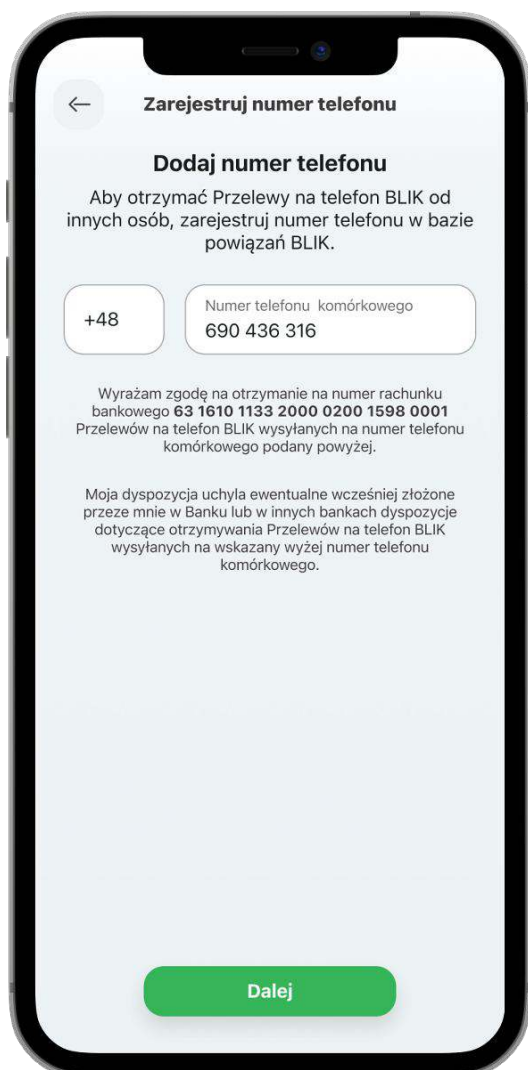 Zarejestruj numer telefonu
Dodaj numer telefonu
Aby otrzymać Przelewy na telefon BLIK od
innych osób, zarejestruj numer telefonu w bazie
powiązań BLIK.
+48
Numer telefonu komórkowego
690 436 316
Wyrażam zgodę na otrzymanie na numer rachunku
bankowego 63 1610 1133 2000 0200 1598 0001
Przelewów na telefon BLIK wysyłanych na numer telefonu
komórkowego podany powyżej.
Moja dyspozycja uchyla ewentualne wcześniej złożone
przeze mnie w Banku lub w innych bankach dyspozycje
dotyczące otrzymywania Przelewów na telefon BLIK
wysyłanych na wskazany wyżej numer telefonu
komórkowego.
Dalej